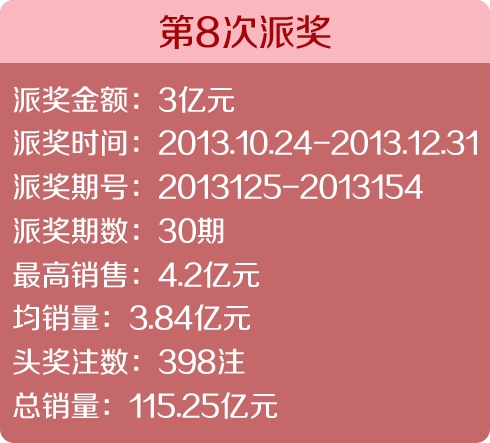 第8次派奖
派奖金额：3亿元
派奖时间：2013.10.24-2013.12.31
派奖期号：2013125-2013154
派奖期数：30期
最高销售：4.2亿元
均销量：3.84亿元
头奖注数：398注
总销量：115.25亿元